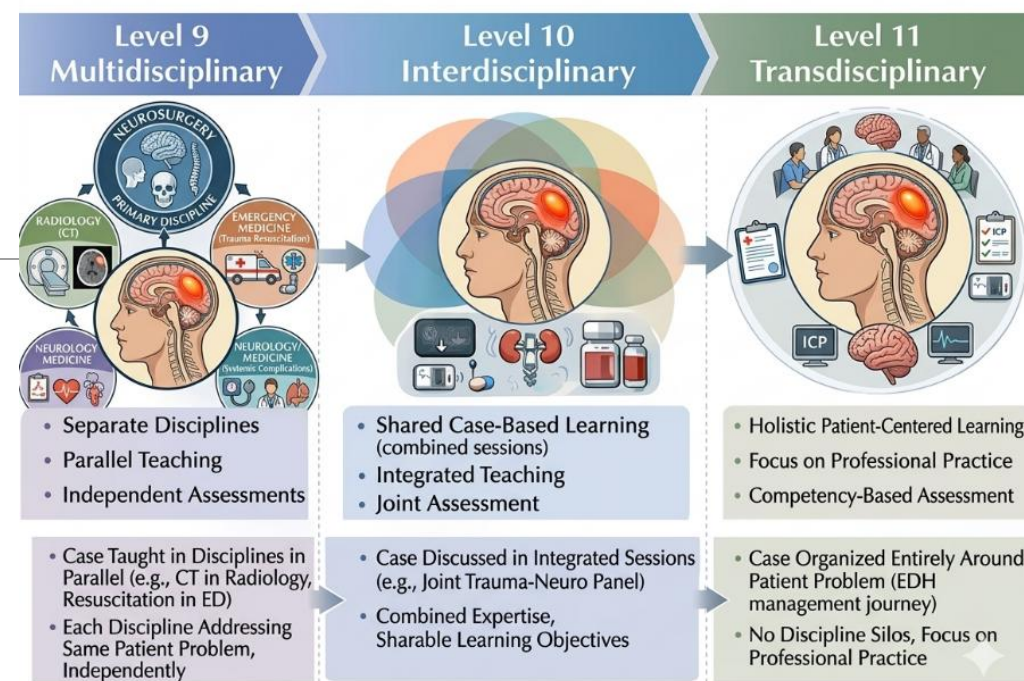 Level 9
Multidisciplinary
Level 10
Interdisciplinary
Level 11
Transdisciplinary
NEUROSURGERY
PRIMARY DISCIPLINE
RADIOLOGY
(CT)
EMERGENCY
MEDICINE
(Trauma Resuscitation)
NEUROLOGY
MEDICINE
NEUROLOGY/
MEDICINE
(Systemic Complications)
ICP
ICP
• Separate Disciplines
• Parallel Teaching
• Independent Assessments
• Shared Case-Based Learning
(combined sessions)
• Integrated Teaching
• Joint Assessment
• Holistic Patient-Centered Learning
• Focus on Professional Practice
• Competency-Based Assessment
• Case Taught in Disciplines in
Parallel (e.g., CT in Radiology,
Resuscitation in ED)
• Each Discipline Addressing
Same Patient Problem,
Independently
• Case Discussed in Integrated Sessions
(e.g., Joint Trauma-Neuro Panel)
• Combined Expertise,
Sharable Learning Objectives
• Case Organized Entirely Around
Patient Problem (EDH
management journey)
• No Discipline Silos, Focus on
Professional Practice